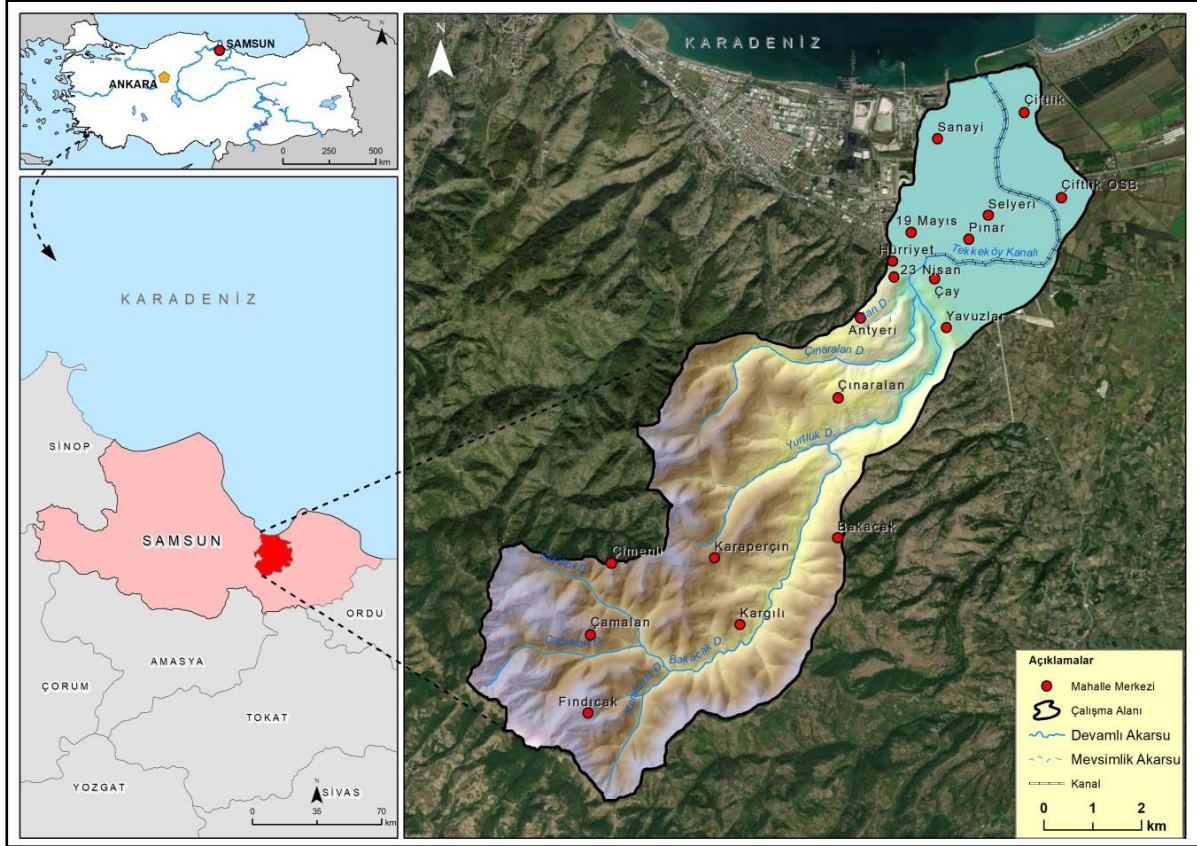 N
SAMSUN
ANKARA
0 250 500
km
KARADENİZ
SİNOP
SAMSUN
ORDU
AMASYA
ÇORUM
TOKAT
YOZGAT
SİVAS
N
0 35 70
km
N
KARADENİZ
Çiftlik
Sanayi
Çiftlik OSB
Selyeri
19 Mayıs
Pınar
Hürriyet
Tekkeköy Kanalı
23 Nisan
Çay
Yavuzlar
Antyeri
Çınaralan D.
Çınaralan
Yurtluk D.
Bakacak
Çimenli
Karaperçin
Çamalan
Kargılı
Çamalan D.
Bakacak D.
Fındıcak
Açıklamalar
Mahalle Merkezi
Çalışma Alanı
Devamlı Akarsu
Mevsimlik Akarsu
Kanal
0 1 2
km